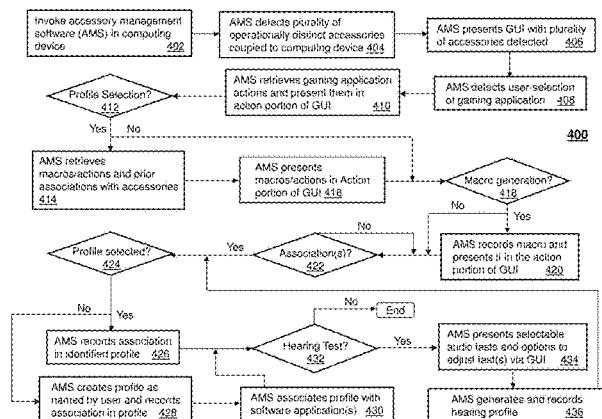 Invoke accessory management
software (AMS) in computing
device 402
AMS detects plurality of
operationally distinct accessories
coupled to computing device 404
AMS presents GUI with plurality
of accessories detected 406
Profile Selection?
412
AMS retrieves gaming application
actions and present them in
action portion of GUI 410
AMS detects user-selection
of gaming application 408
Yes
No
400
AMS retrieves
macros/actions and prior
associations with accessories
414
AMS presents
macros/actions in Action
portion of GUI 416
Macro generation?
418
No
Yes
No
Profile selected?
424
Yes
Association(s)?
422
AMS records macro and
presents it in the action
portion of GUI 420
No
Yes
No
End
AMS records association
in identified profile 426
Hearing Test?
432
Yes
AMS presents selectable
audio tests and options to
adjust test(s) via GUI 434
AMS creates profile as
named by user and records
association in profile 428
AMS associates profile with
software application(s) 430
AMS generates and records
hearing profile 436